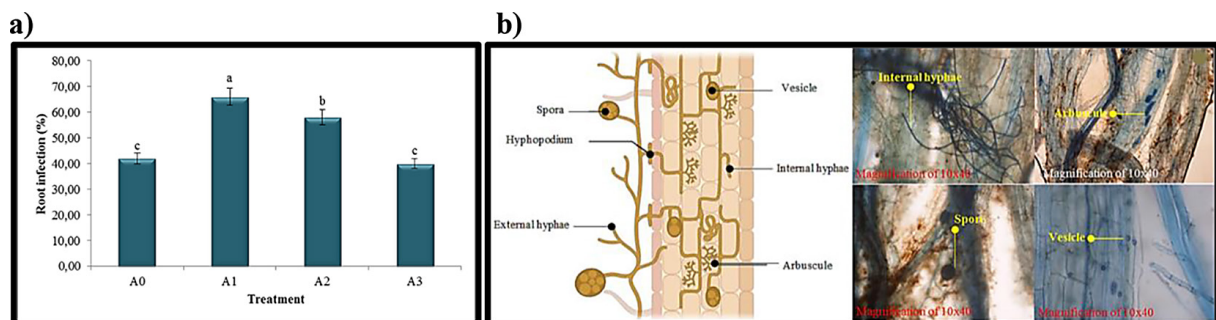 a)
80,00
70,00
60,00
50,00
40,00
30,00
20,00
10,00
0,00
Root infection (%)
c
a
b
c
A0
A1
A2
A3
Treatment
b)
Spora
Hyphopodium
External hyphae
Vesicle
Internal hyphae
Arbuscule
Internal hyphae
Magnification of 10x40
Arbuscule
Magnification of 10x40
Spore
Magnification of 10x40
Vesicle
Magnification of 10x40